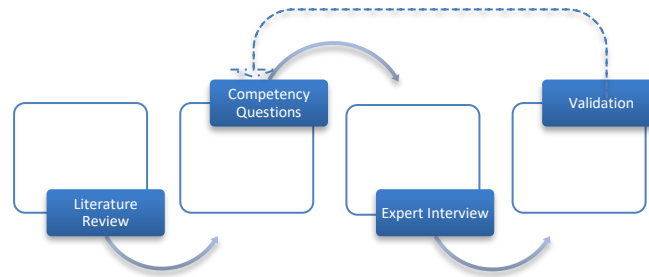 Competency
Questions
Validation
Literature
Review
Expert Interview